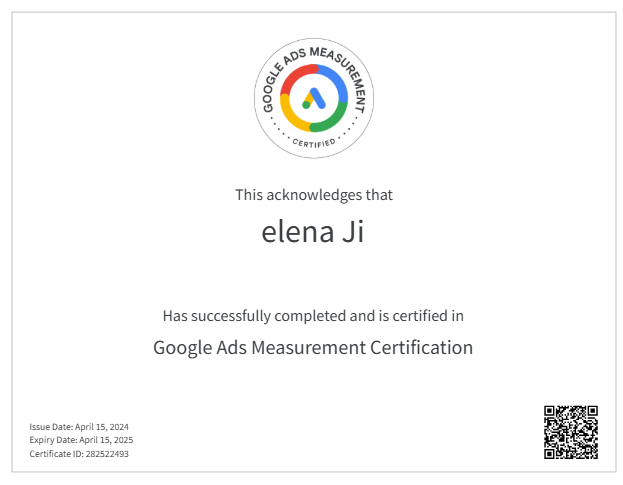 GOOGLE ADS MEASUREMENT
CERTIFIED
This acknowledges that
elena Ji
Has successfully completed and is certified in
Google Ads Measurement Certification
Issue Date: April 15, 2024
Expiry Date: April 15, 2025
Certificate ID: 282522493